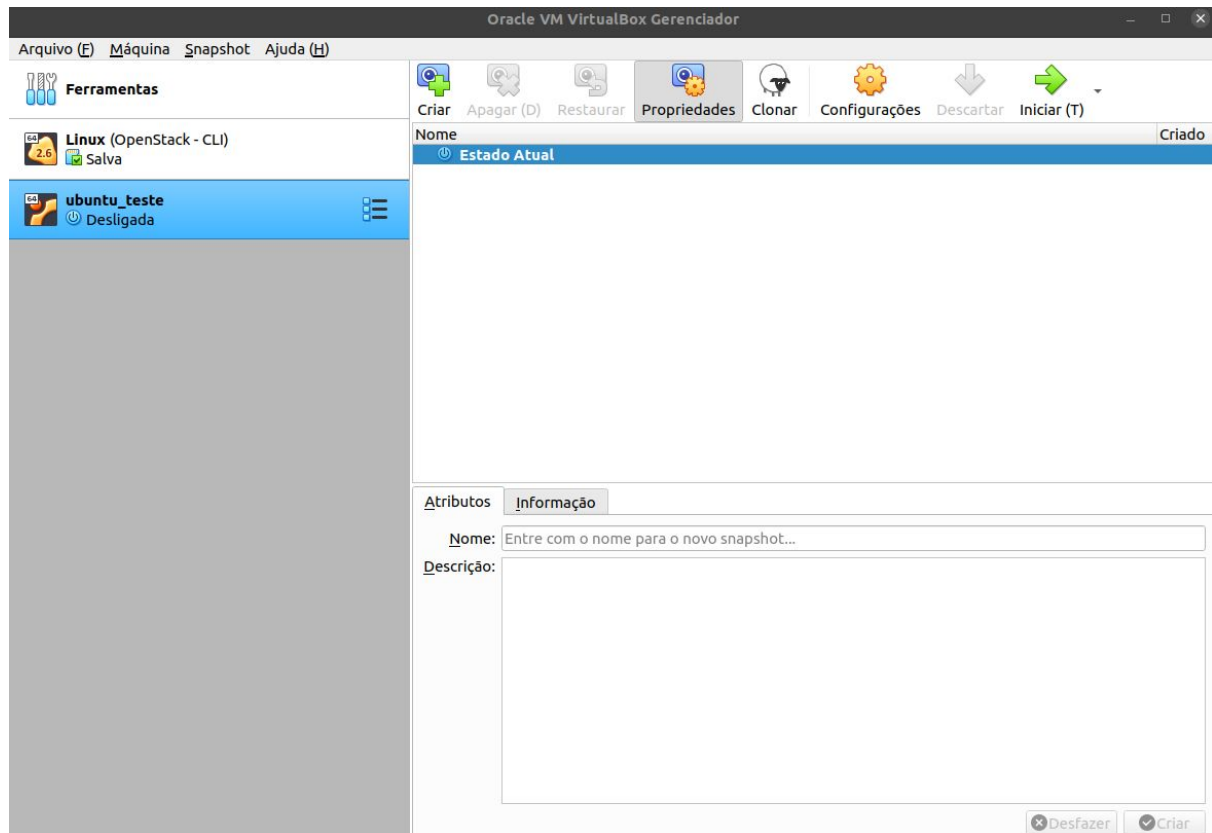 Oracle VM VirtualBox Gerenciador
Arquivo (F) Máquina Snapshot Ajuda (H)
Ferramentas
Criar Apagar (D) Restaurar Propriedades Clonar Configurações Descartar Iniciar (T)
64 2.6 Linux (OpenStack - CLI)
Salva
64 ubuntu_teste
Desligada
Nome Criado
Estado Atual
Atributos Informação
Nome: Entre com o nome para o novo snapshot...
Descrição:
Desfazer Criar